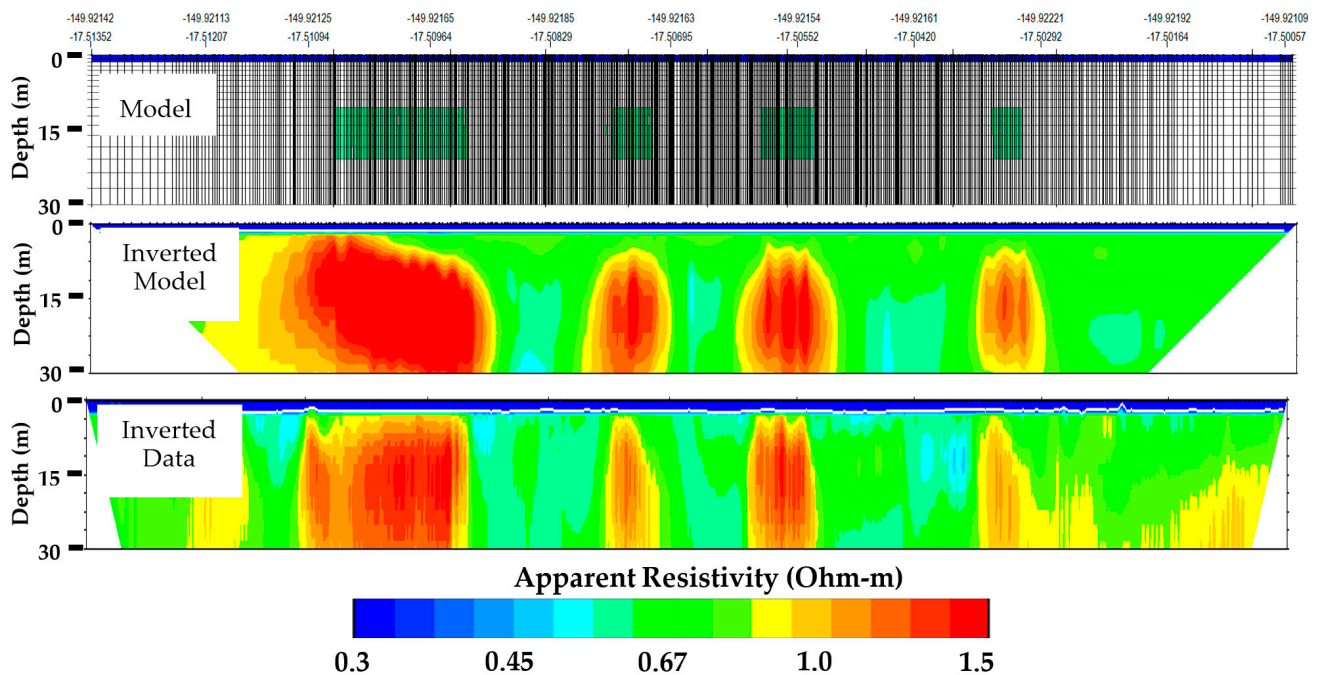 -149.92142 -149.92113 -149.92125 -149.92165 -149.92185 -149.92163 -149.92154 -149.92161 -149.92221 -149.92192 -149.92109
-17.51352 -17.51207 -17.51094 -17.50964 -17.50829 -17.50695 -17.50552 -17.50420 -17.50292 -17.50164 -17.50057
Depth (m)
0
15
30
Model
Depth (m)
0
15
30
Inverted
Model
Depth (m)
0
15
30
Inverted
Data
Apparent Resistivity (Ohm-m)
0.3 0.45 0.67 1.0 1.5